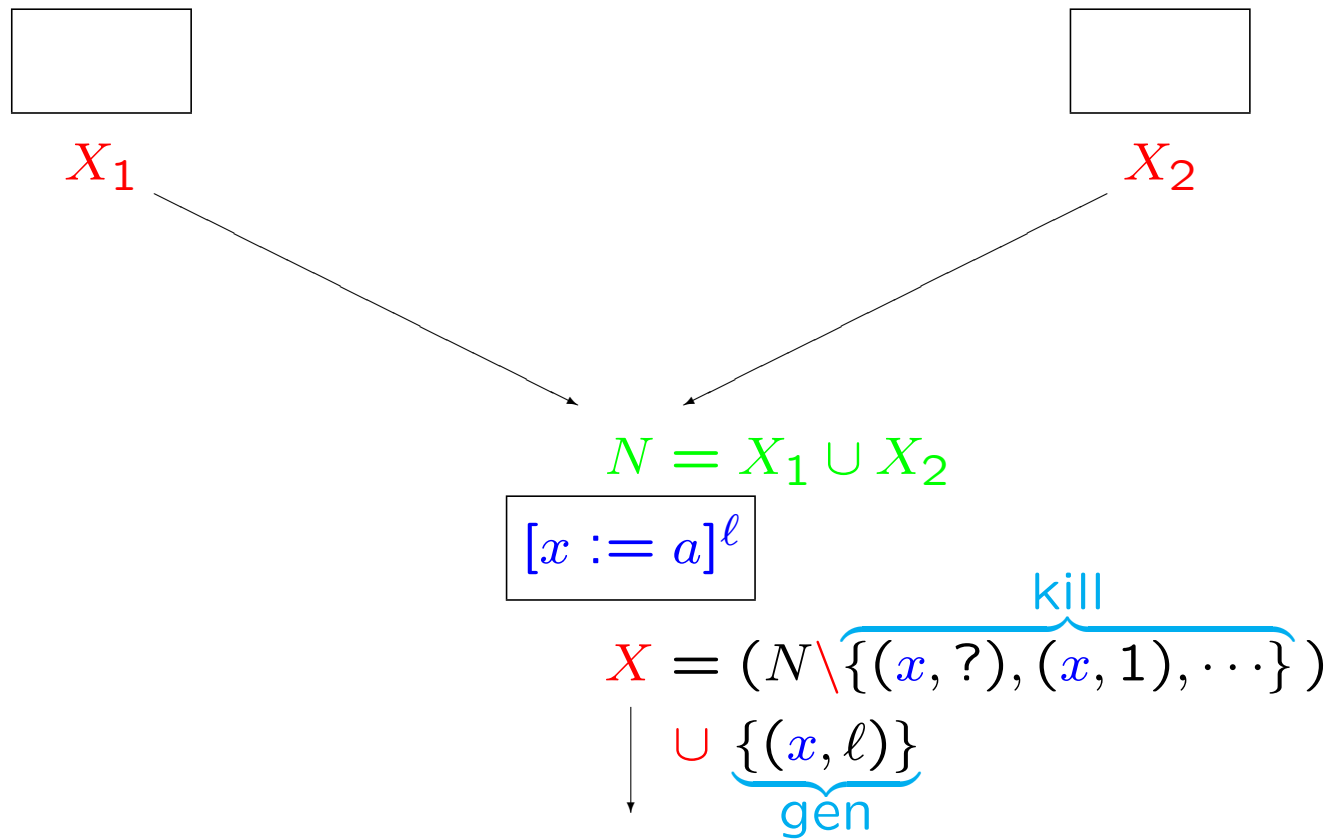 X₁ X₂
N = X₁ ∪ X₂
[x := a]^ℓ
kill
X = (N\{(x, ?), (x, 1), ⋯} )
∪ {(x, ℓ)}
gen